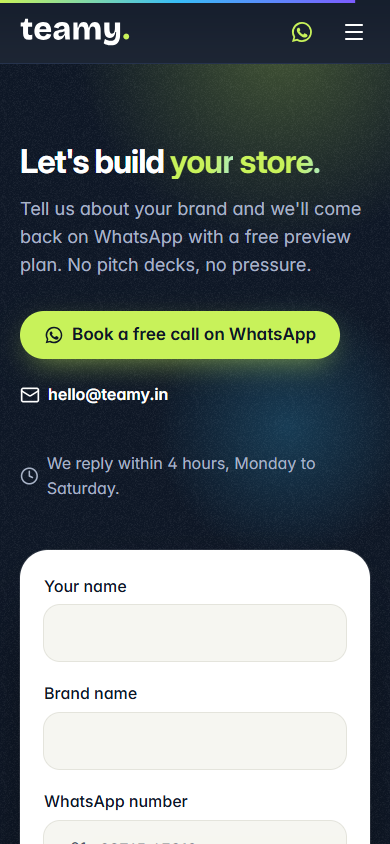 teamy.
Let's build your store.
Tell us about your brand and we'll come
back on WhatsApp with a free preview
plan. No pitch decks, no pressure.
Book a free call on WhatsApp
hello@teamy.in
We reply within 4 hours, Monday to
Saturday.
Your name
Brand name
WhatsApp number